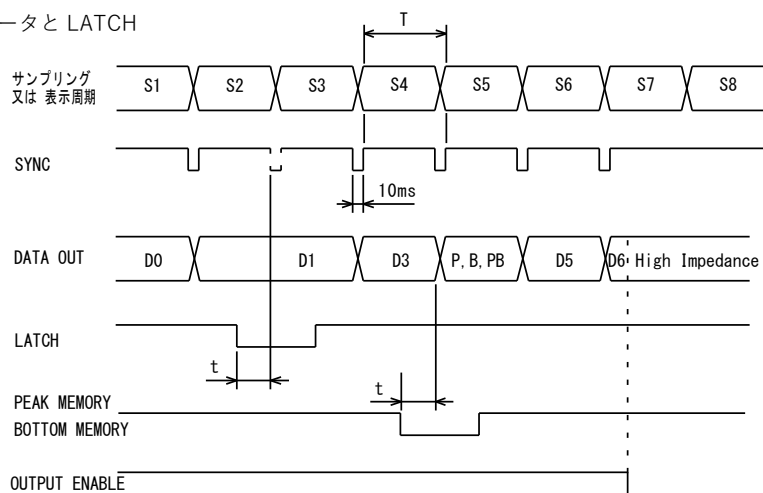 ータと LATCH
T
サンプリング
又は 表示周期
S1 S2 S3 S4 S5 S6 S7 S8
SYNC
10ms
DATA OUT
D0 D1 D3 P,B,PB D5 D6 High Impedance
LATCH
t
PEAK MEMORY
t
BOTTOM MEMORY
OUTPUT ENABLE